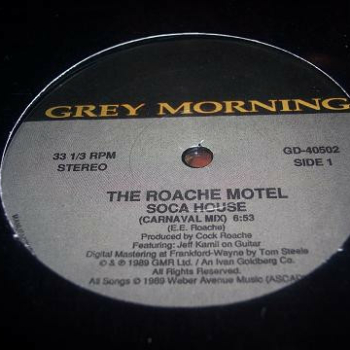 GREY MORNING
33 1/3 RPM
STEREO
GD-40502
SIDE 1
THE ROACHE MOTEL
SOCA HOUSE
(CARNAVAL MIX) 6:53
(E.E. Roache)
Produced by Cock Roache
Featuring: Jeff Kamil on Guitar
Digital Mastering at Frankford-Wayne by Tom Steele
© & ℗ 1989 GMR Ltd. / An Ivan Goldberg Co.
All Rights Reserved.
All Songs © 1989 Weber Avenue Music (ASCAP)